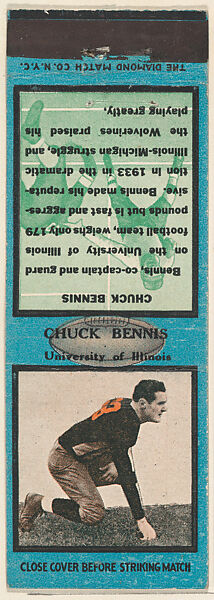 THE DIAMOND MATCH CO. N.Y.C.
CHUCK BENNIS
Bennis, co-captain and guard
on the University of Illinois
football team, weighs only 179
pounds but is fast and aggres-
sive. Bennis made his reputa-
tion in 1933 in the dramatic
Illinois-Michigan struggle, and
the Wolverines praised his
playing greatly.
CHUCK BENNIS
University of Illinois
CLOSE COVER BEFORE STRIKING MATCH